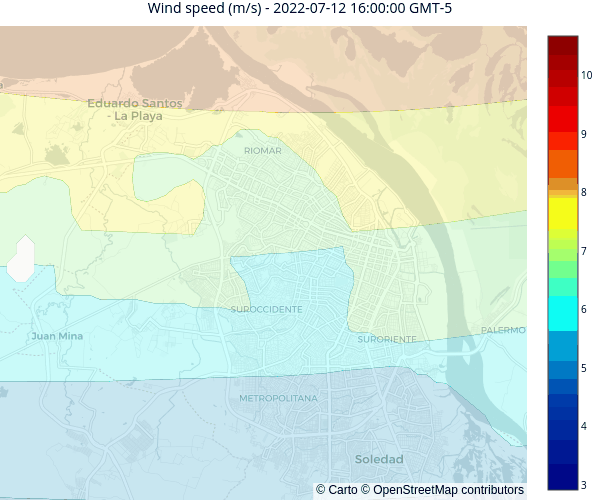 Wind speed (m/s) - 2022-07-12 16:00:00 GMT-5
Eduardo Santos
- La Playa
RIOMAR
SUROCCIDENTE
Juan Mina
SURORIENTE
PALERMO
METROPOLITANA
Soledad
© Carto © OpenStreetMap contributors
10
9
8
7
6
5
4
3